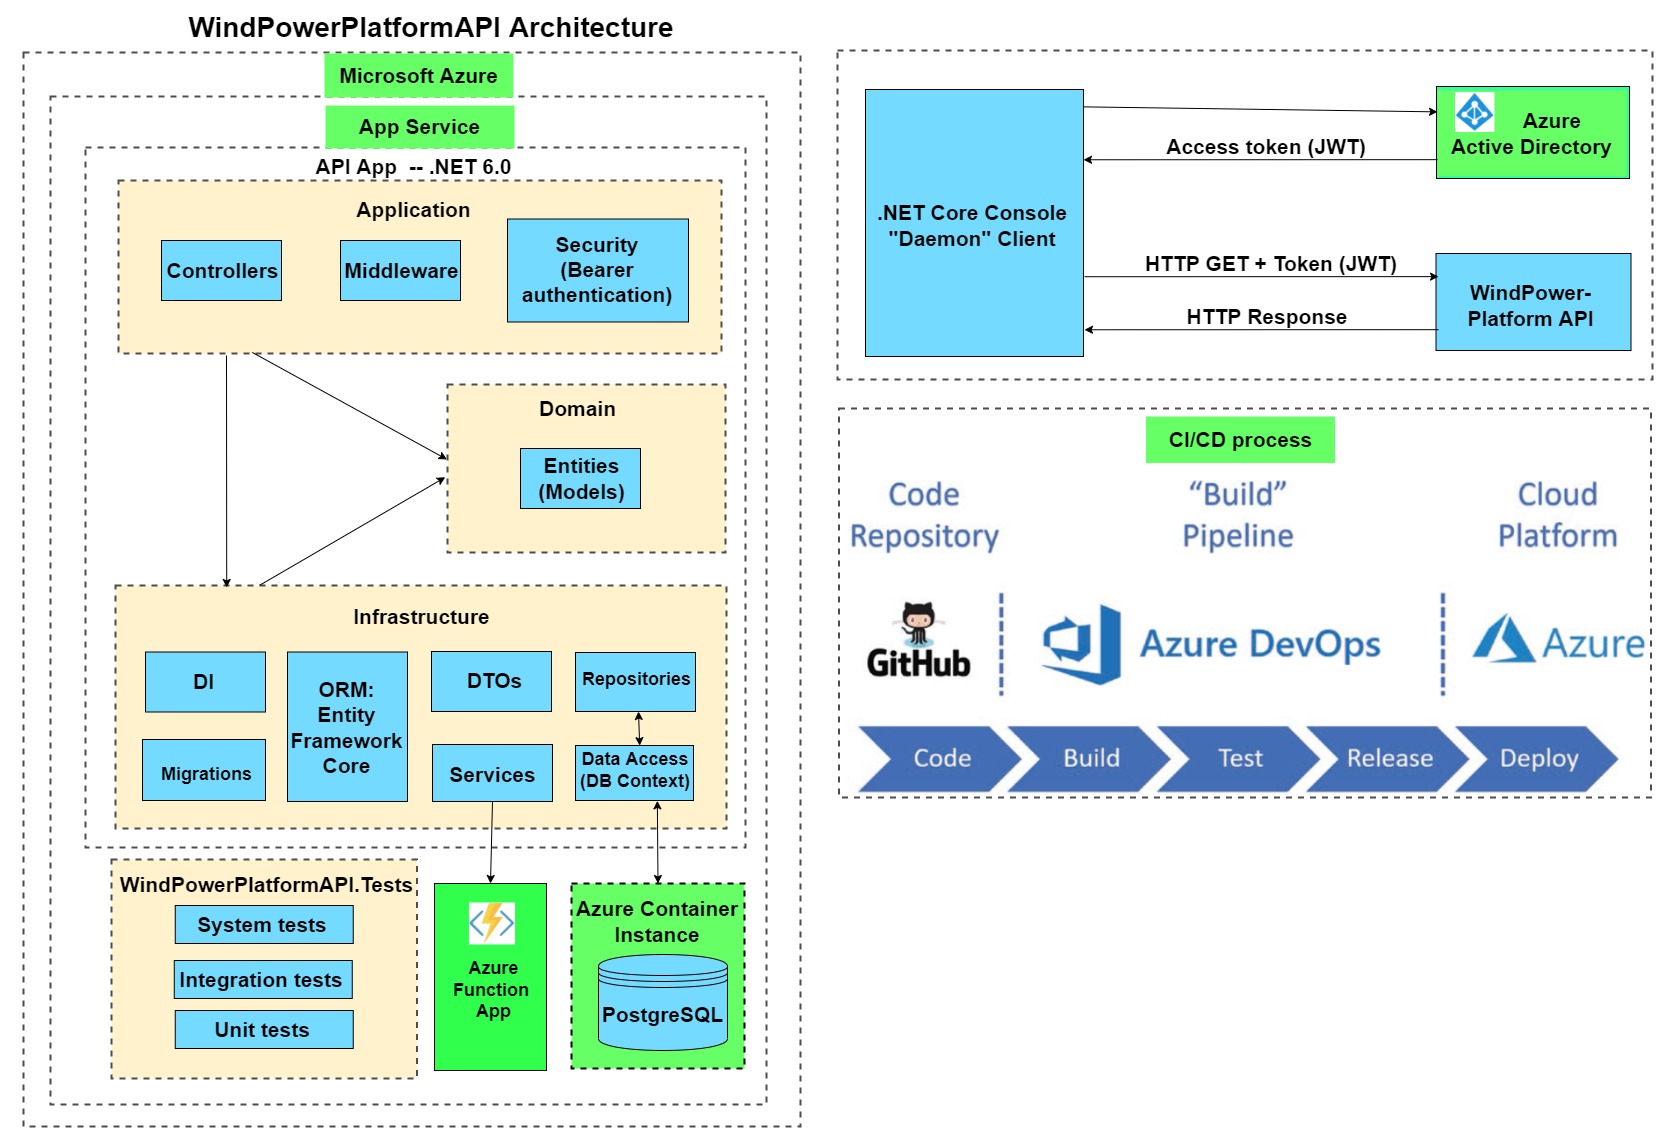 WindPowerPlatformAPI Architecture
Microsoft Azure
App Service
API App  -- .NET 6.0
Application
Controllers
Middleware
Security
(Bearer
authentication)
Domain
Entities
(Models)
Infrastructure
DI
ORM:
Entity
Framework
Core
DTOs
Repositories
Migrations
Services
Data Access
(DB Context)
WindPowerPlatformAPI.Tests
System tests
Integration tests
Unit tests
Azure
Function
App
Azure Container
Instance
PostgreSQL
.NET Core Console
"Daemon" Client
Azure
Active Directory
Access token (JWT)
HTTP GET + Token (JWT)
HTTP Response
WindPower-
Platform API
CI/CD process
Code
Repository
“Build”
Pipeline
Cloud
Platform
GitHub
Azure DevOps
Azure
Code
Build
Test
Release
Deploy